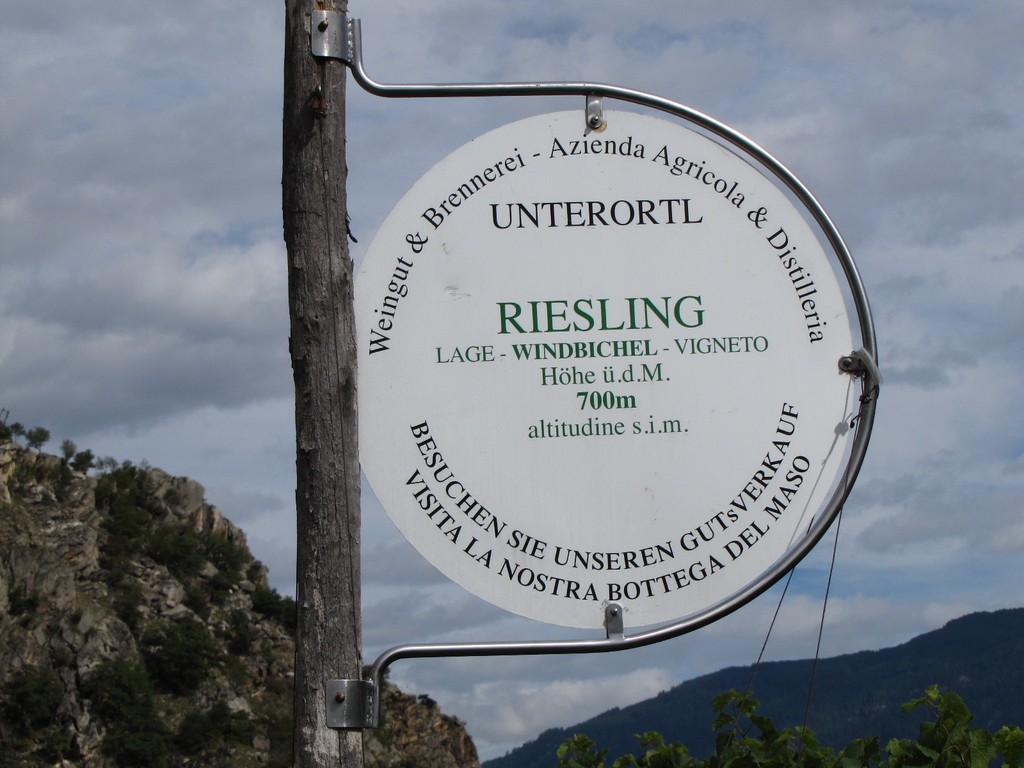 Weingut & Brennerei - Azienda Agricola & Distilleria
UNTERORTL
RIESLING
LAGE - WINDBICHEL - VIGNETO
Höhe ü.d.M.
700m
altitudine s.i.m.
BESUCHEN SIE UNSEREN GUTsVERKAUF
VISITA LA NOSTRA BOTTEGA DEL MASO